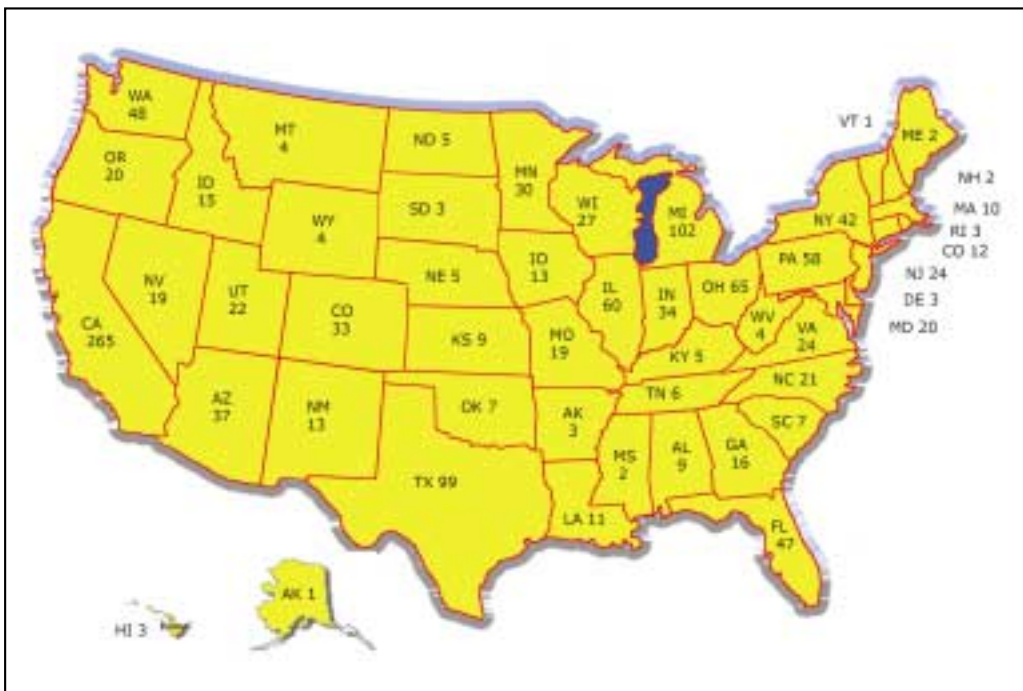 WA
48
OR
20
CA
265
ID
15
NV
19
MT
4
WY
4
UT
22
AZ
37
CO
33
NM
13
ND 5
SD 3
NE 5
KS 9
OK 7
TX 99
MN
30
IO
13
MO
19
AK
3
LA 11
WI
27
IL
60
MI
102
IN
34
OH 65
KY 5
TN 6
MS
2
AL
9
GA
16
FL
47
SC 7
NC 21
VA
24
WV
4
PA 58
NY 42
VT 1
ME 2
NH 2
MA 10
RI 3
CO 12
NJ 24
DE 3
MD 20
HI 3
AK 1